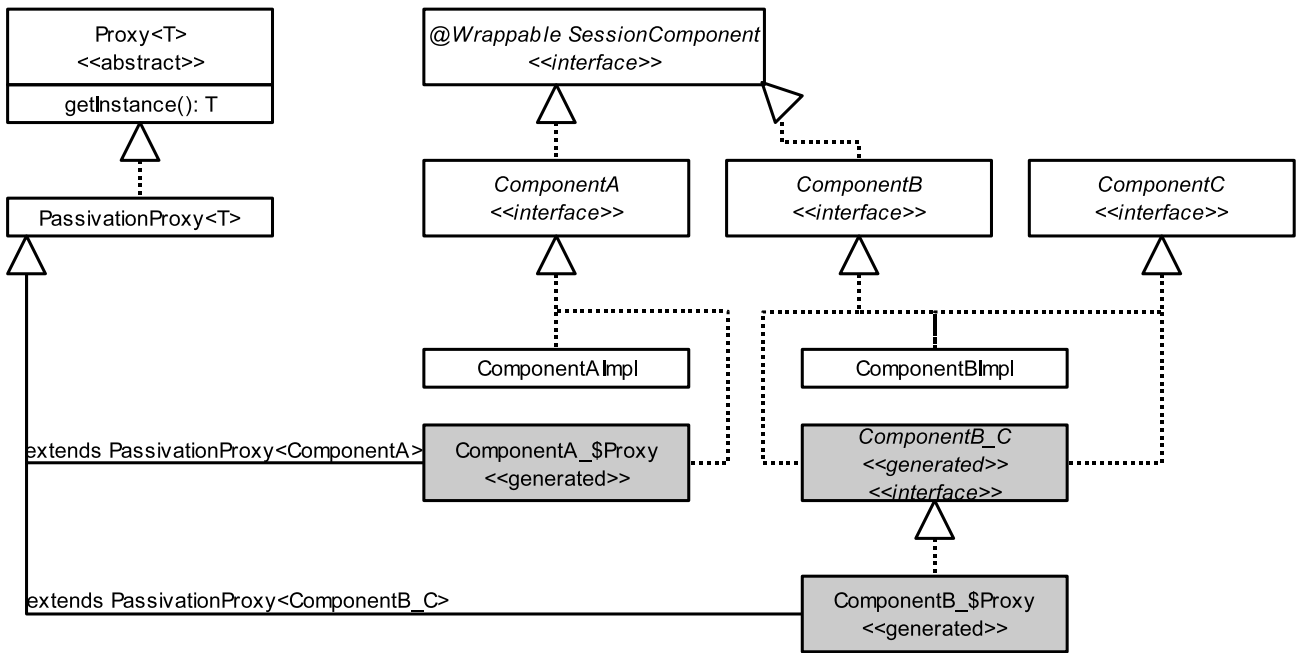 Proxy<T>
<<abstract>>
getInstance(): T
@Wrappable SessionComponent
<<interface>>
PassivationProxy<T>
ComponentA
<<interface>>
ComponentB
<<interface>>
ComponentC
<<interface>>
ComponentAImpl
ComponentBImpl
extends PassivationProxy<ComponentA>
ComponentA_$Proxy
<<generated>>
ComponentB_C
<<generated>>
<<interface>>
extends PassivationProxy<ComponentB_C>
ComponentB_$Proxy
<<generated>>